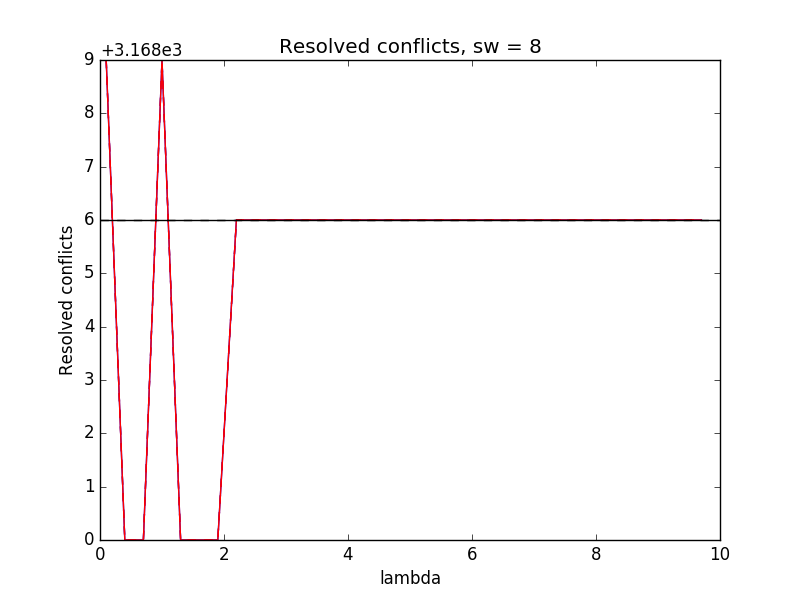 Resolved conflicts, sw = 8
+3.168e3
9
8
7
6
5
4
3
2
1
0
Resolved conflicts
0 2 4 6 8 10
lambda